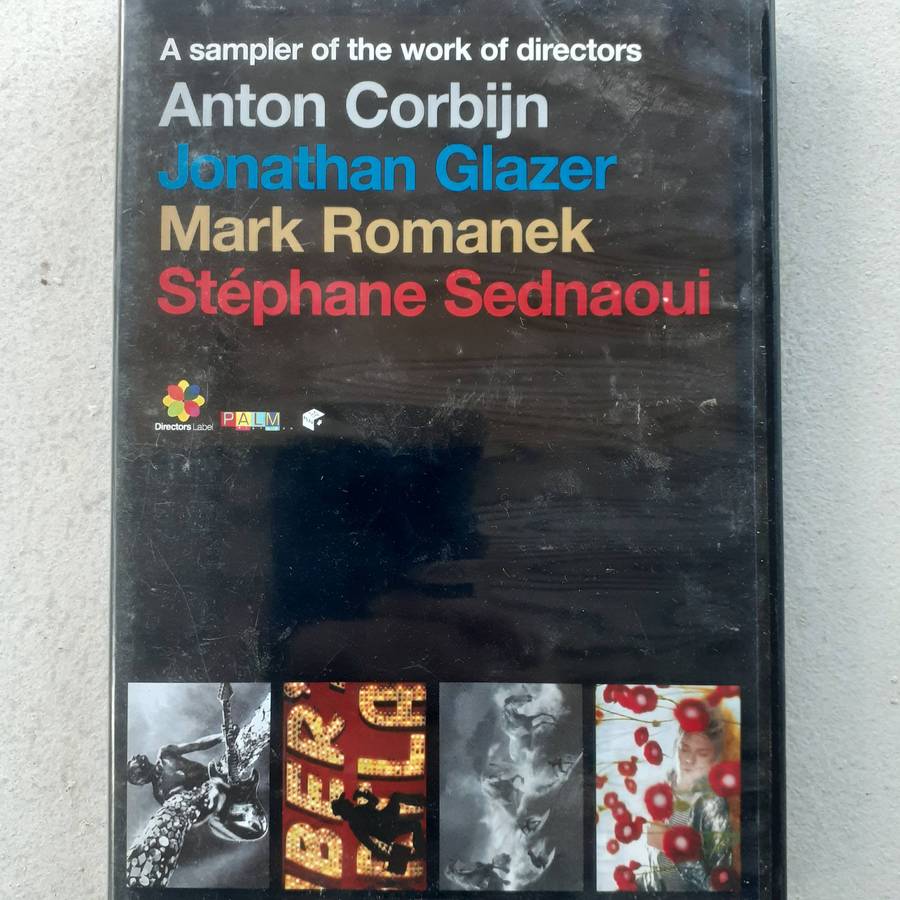 A sampler of the work of directors
Anton Corbijn
Jonathan Glazer
Mark Romanek
Stéphane Sednaoui
Directors Label
PALM